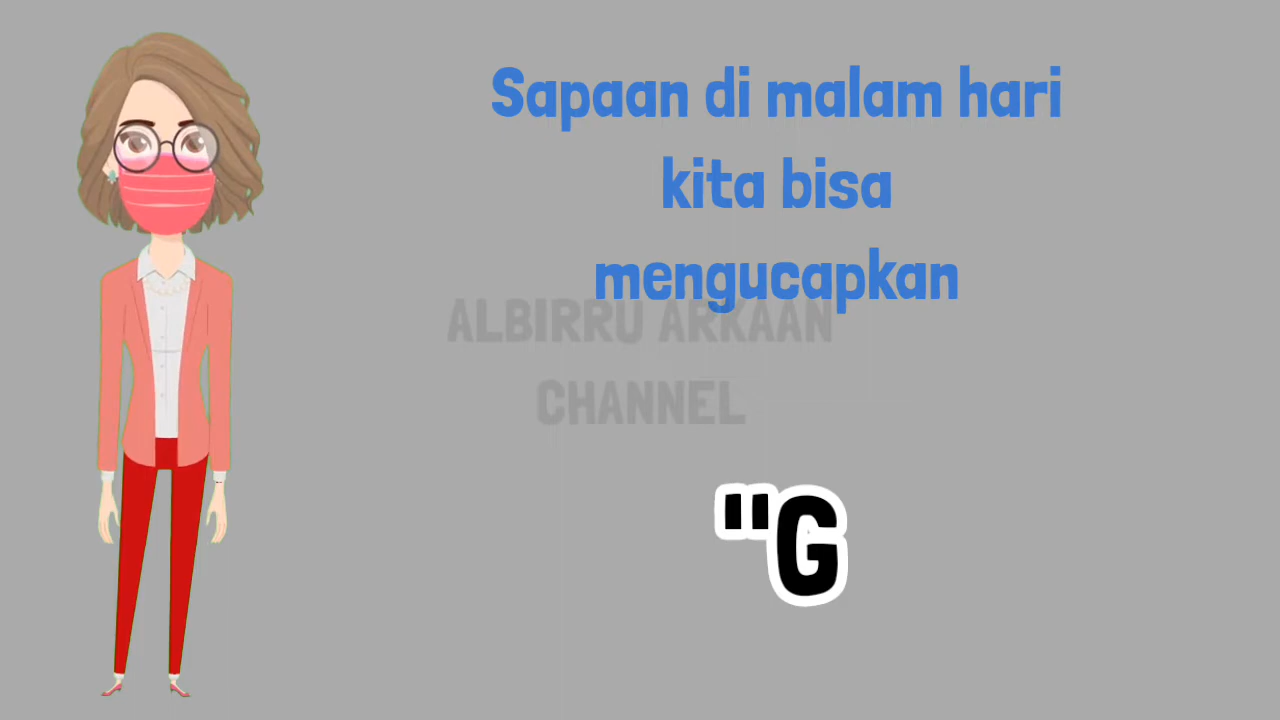 Sapaan di malam hari
kita bisa
mengucapkan
ALBIRRU ARKAAN
CHANNEL
"G